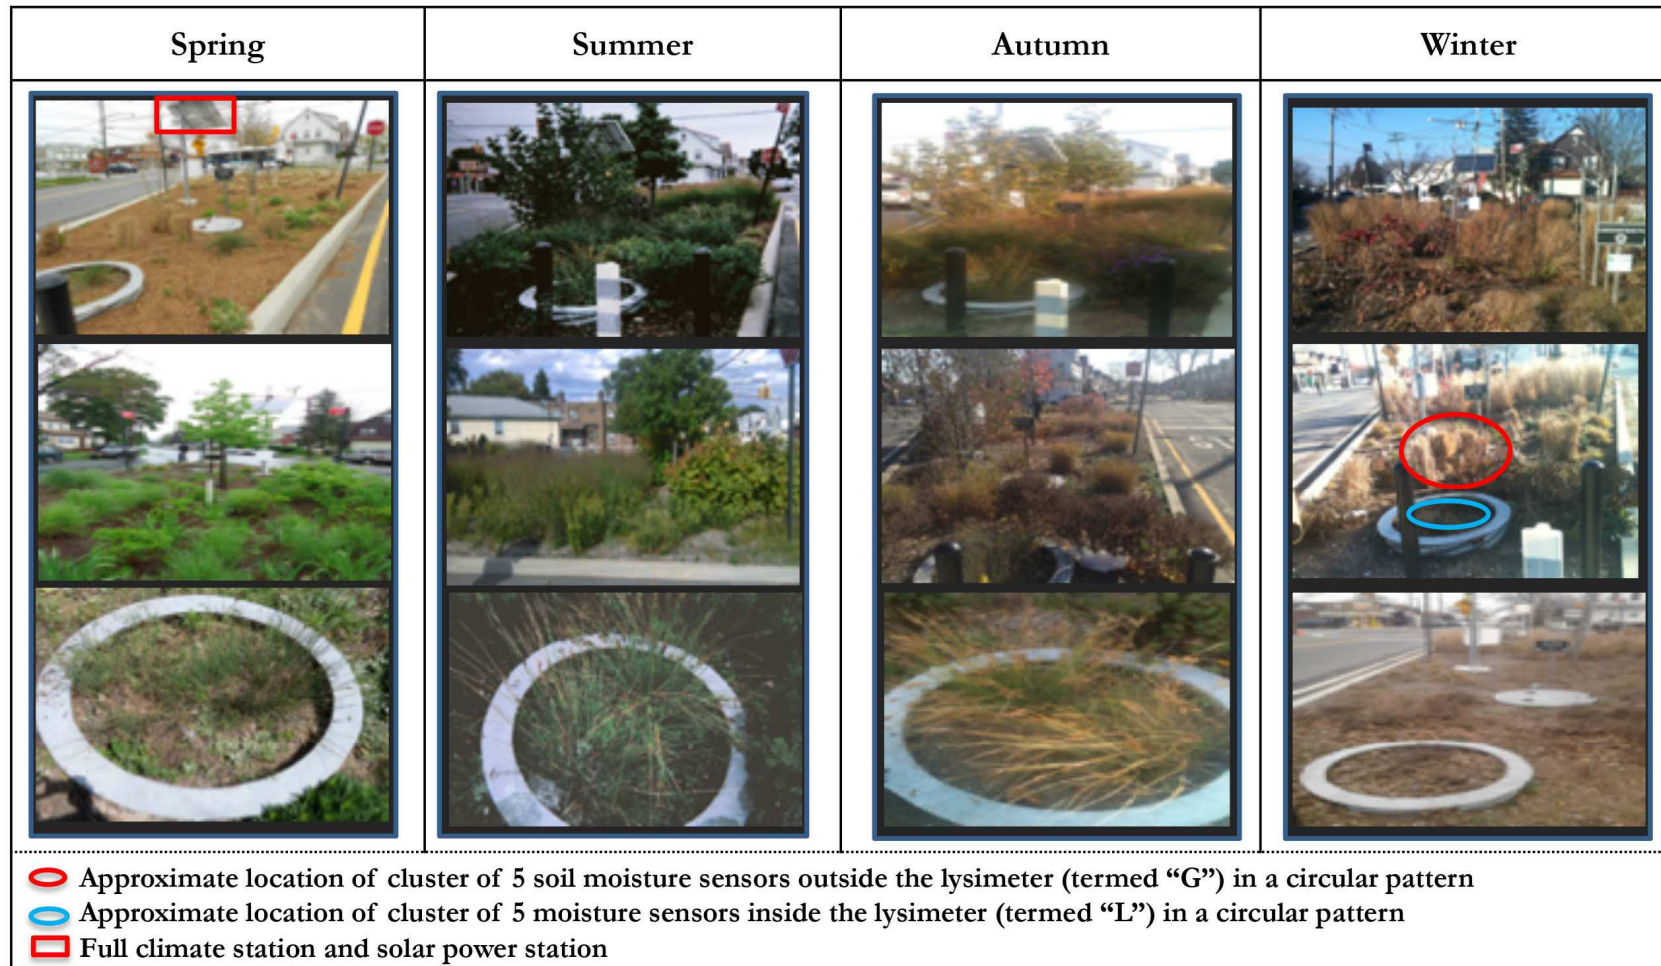 Spring
Summer
Autumn
Winter
Approximate location of cluster of 5 soil moisture sensors outside the lysimeter (termed “G”) in a circular pattern
Approximate location of cluster of 5 moisture sensors inside the lysimeter (termed “L”) in a circular pattern
Full climate station and solar power station